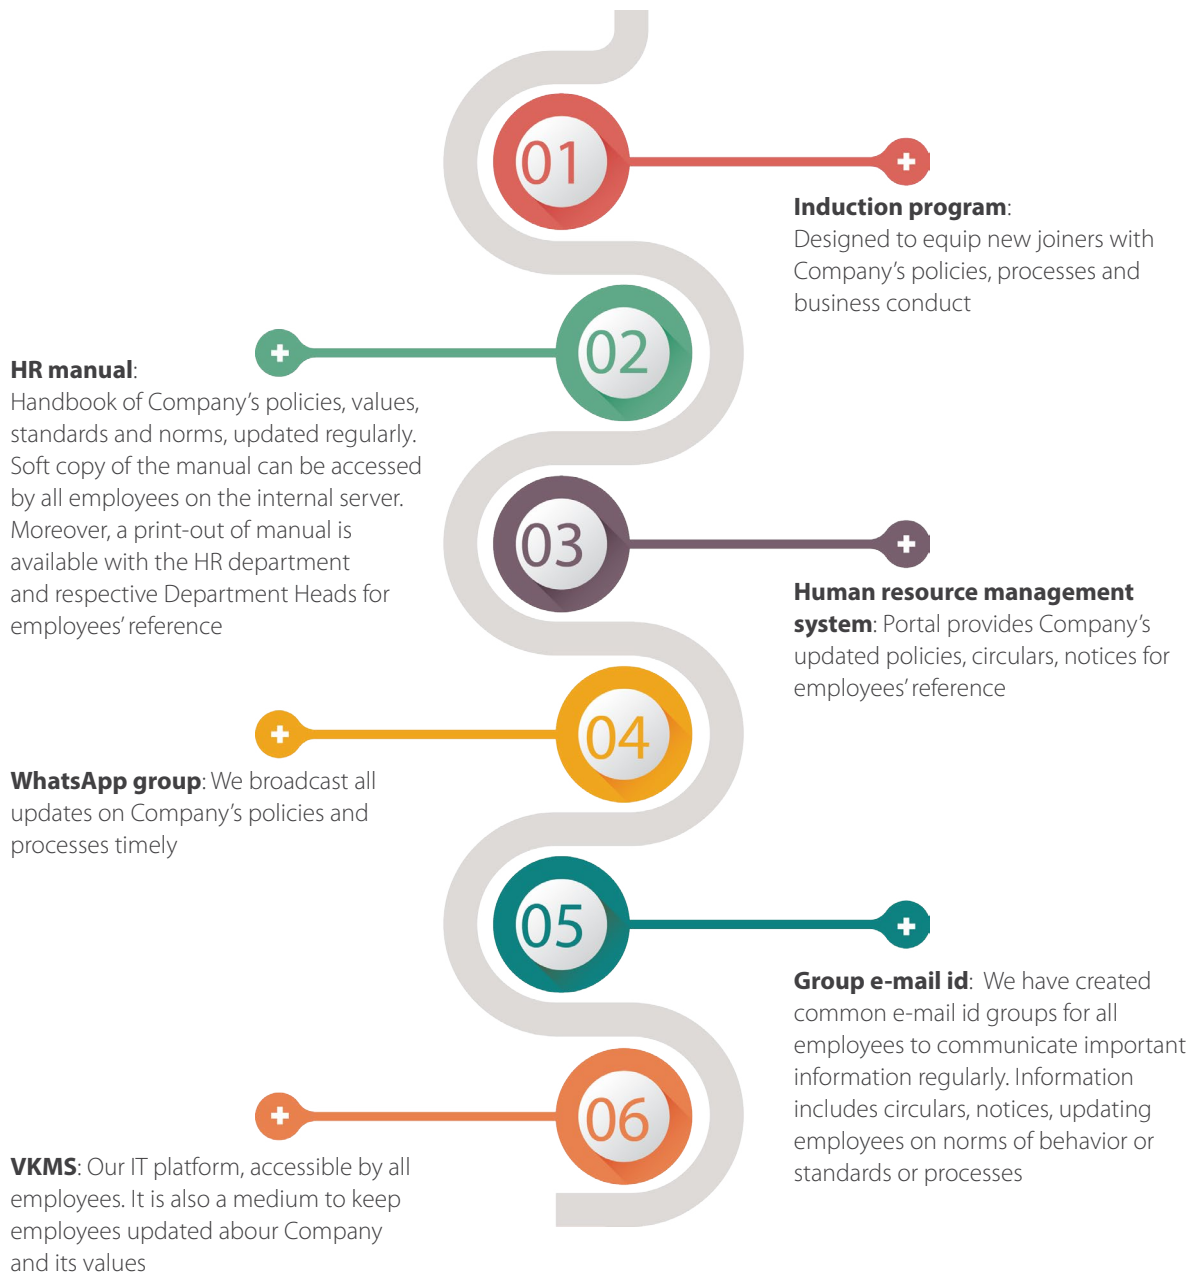 01
Induction program:
Designed to equip new joiners with
Company's policies, processes and
business conduct
02
HR manual:
Handbook of Company's policies, values,
standards and norms, updated regularly.
Soft copy of the manual can be accessed
by all employees on the internal server.
Moreover, a print-out of manual is
available with the HR department
and respective Department Heads for
employees' reference
03
Human resource management
system: Portal provides Company's
updated policies, circulars, notices for
employees' reference
04
WhatsApp group: We broadcast all
updates on Company's policies and
processes timely
05
Group e-mail id:  We have created
common e-mail id groups for all
employees to communicate important
information regularly. Information
includes circulars, notices, updating
employees on norms of behavior or
standards or processes
06
VKMS: Our IT platform, accessible by all
employees. It is also a medium to keep
employees updated abour Company
and its values